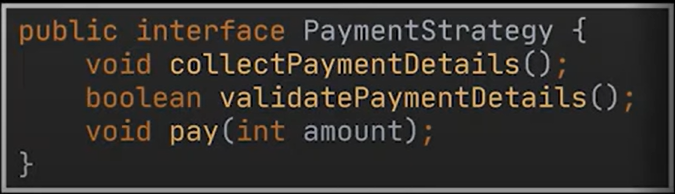 public interface PaymentStrategy {
    void collectPaymentDetails();
    boolean validatePaymentDetails();
    void pay(int amount);
}